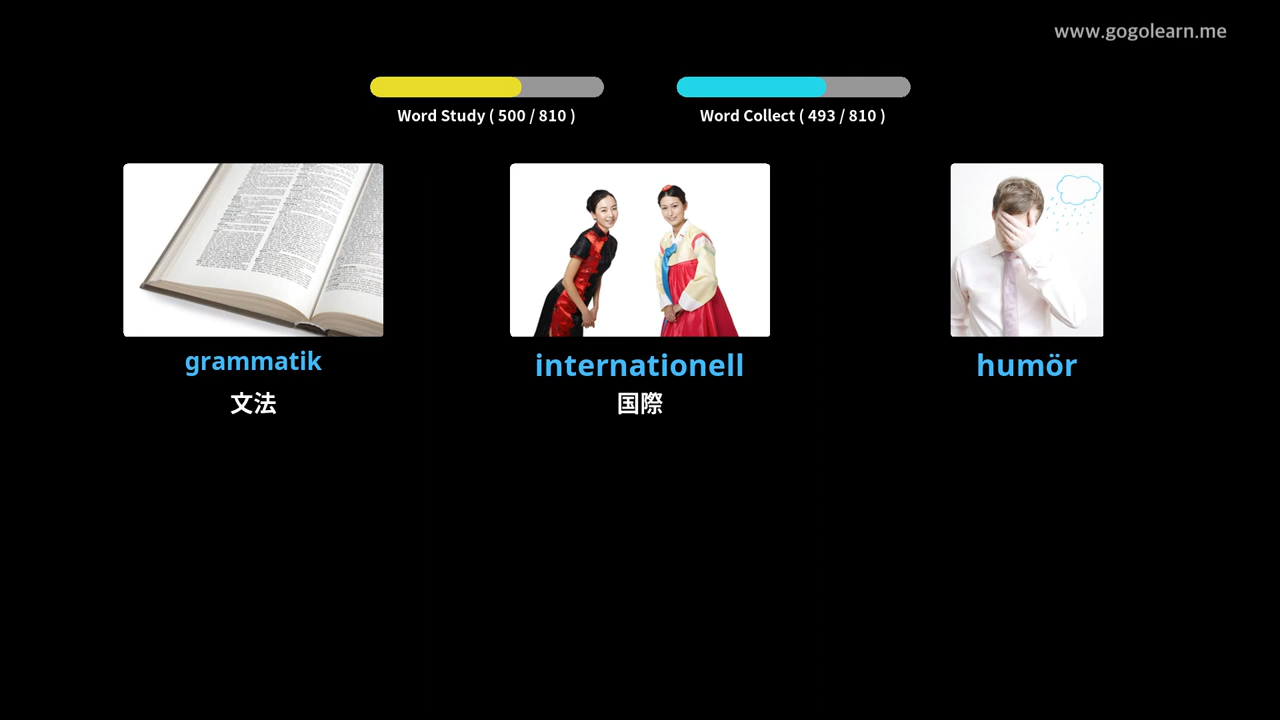 www.gogolearn.me
Word Study ( 500 / 810 )
Word Collect ( 493 / 810 )
grammatik
internationell
humör
文法
国際